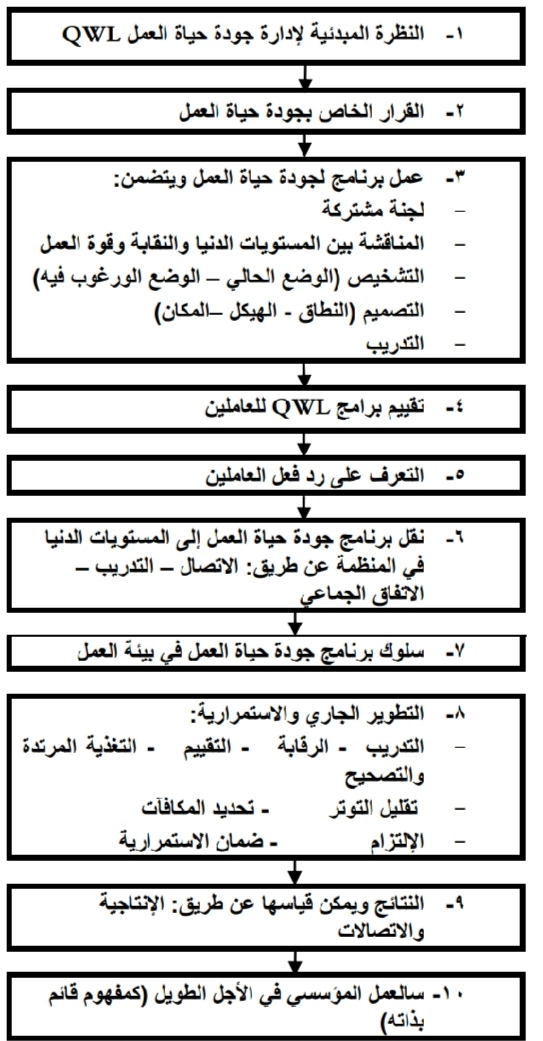 ١- النظرة المبدئية لإدارة جودة حياة العمل QWL
٢- القرار الخاص بجودة حياة العمل
٣- عمل برنامج لجودة حياة العمل ويتضمن:
- لجنة مشتركة
- المناقشة بين المستويات الدنيا والنقابة وقوة العمل
- التشخيص (الوضع الحالي – الوضع الورغوب فيه)
- التصميم (النطاق - الهيكل –المكان)
- التدريب
٤- تقييم برامج QWL للعاملين
٥- التعرف على رد فعل العاملين
٦- نقل برنامج جودة حياة العمل إلى المستويات الدنيا
في المنظمة عن طريق: الاتصال – التدريب –
الاتفاق الجماعي
٧- سلوك برنامج جودة حياة العمل في بيئة العمل
٨- التطوير الجاري والاستمرارية:
- التدريب - الرقابة - التقييم - التغذية المرتدة
والتصحيح
- تقليل التوتر - تحديد المكافآت
- الإلتزام - ضمان الاستمرارية
٩- النتائج ويمكن قياسها عن طريق: الإنتاجية
والاتصالات
١٠- سالعمل المؤسسي في الأجل الطويل (كمفهوم قائم
بذاته)